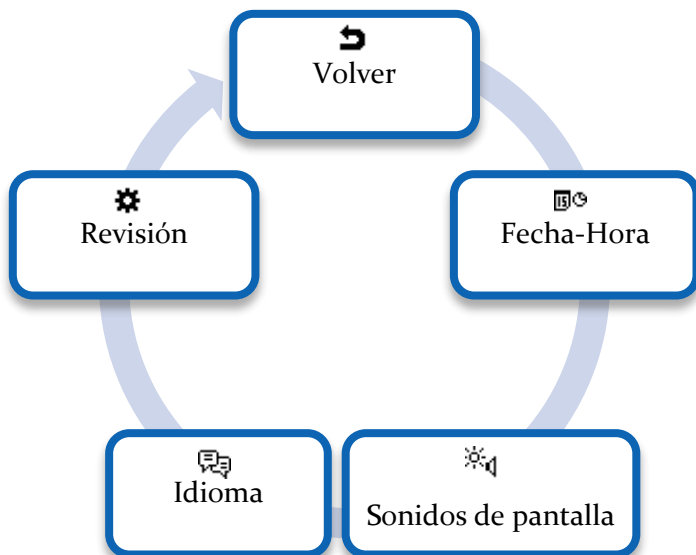 Volver
Fecha-Hora
Sonidos de pantalla
Idioma
Revisión